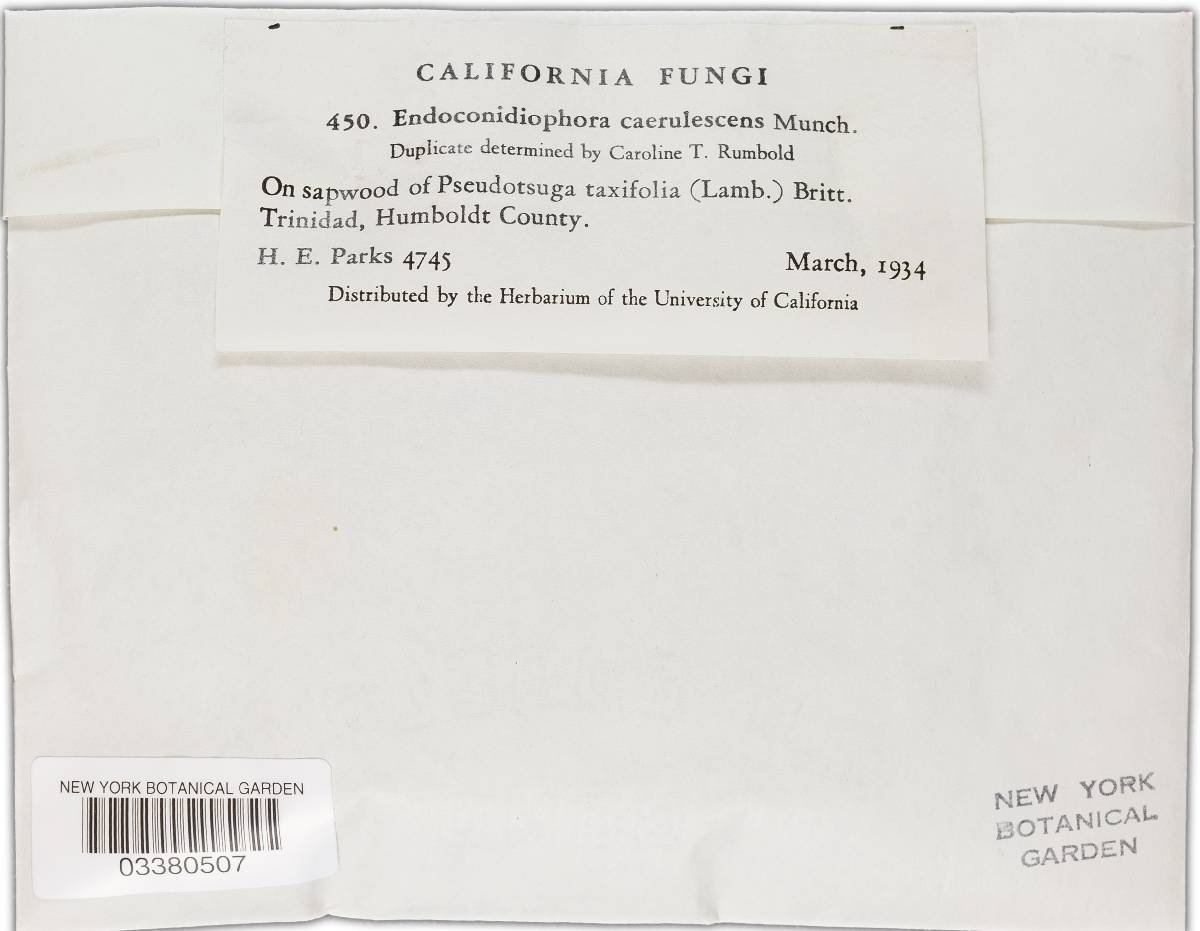 CALIFORNIA FUNGI
450. Endoconidiophora caerulescens Munch.
Duplicate determined by Caroline T. Rumbold
On sapwood of Pseudotsuga taxifolia (Lamb.) Britt.
Trinidad, Humboldt County.
H. E. Parks 4745 March, 1934
Distributed by the Herbarium of the University of California
NEW YORK BOTANICAL GARDEN
03380507
NEW YORK
BOTANICAL
GARDEN